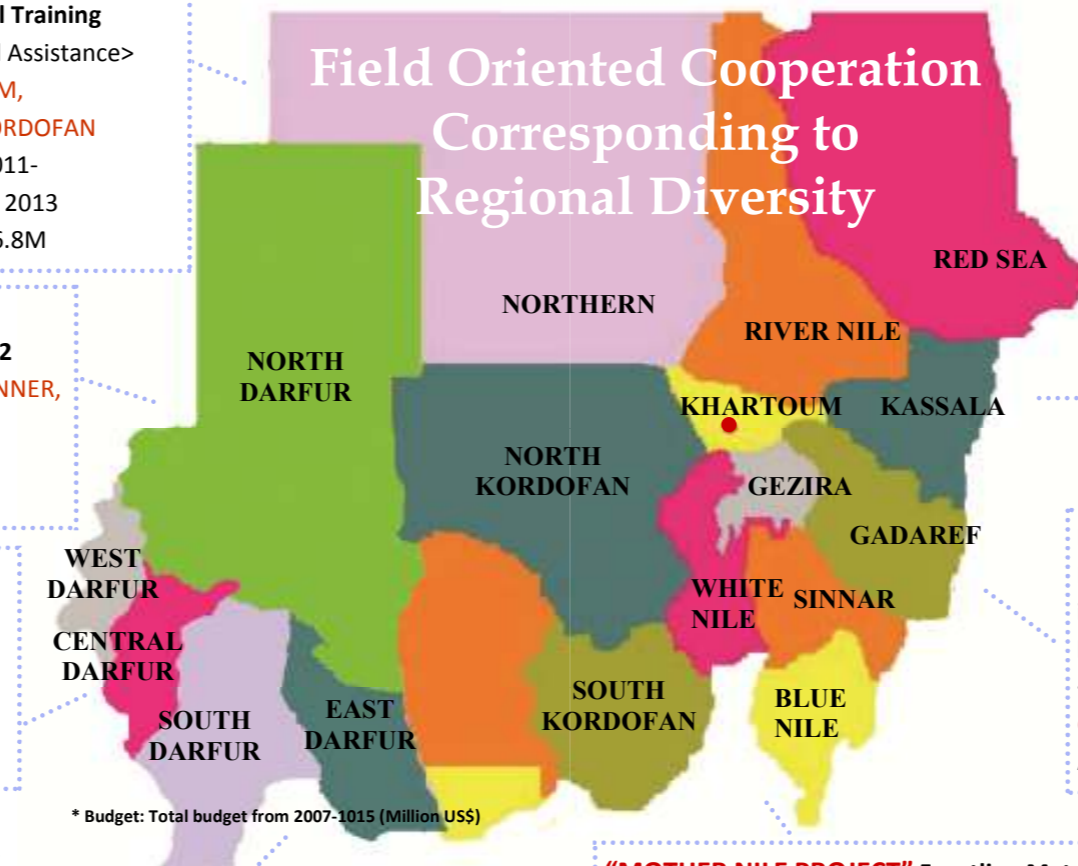 l Training
Assistance>
M,
ORDOFAN
011-
2013
6.8M
2
NNER,
Field Oriented Cooperation
Corresponding to
Regional Diversity
RED SEA
NORTHERN
RIVER NILE
NORTH
DARFUR
KHARTOUM
KASSALA
NORTH
KORDOFAN
GEZIRA
GADAREF
WEST
DARFUR
WHITE
NILE
SINNAR
CENTRAL
DARFUR
SOUTH
KORDOFAN
BLUE
NILE
EAST
DARFUR
SOUTH
DARFUR
* Budget: Total budget from 2007-1015 (Million US$)
“MOTHER NILE PROJECT”